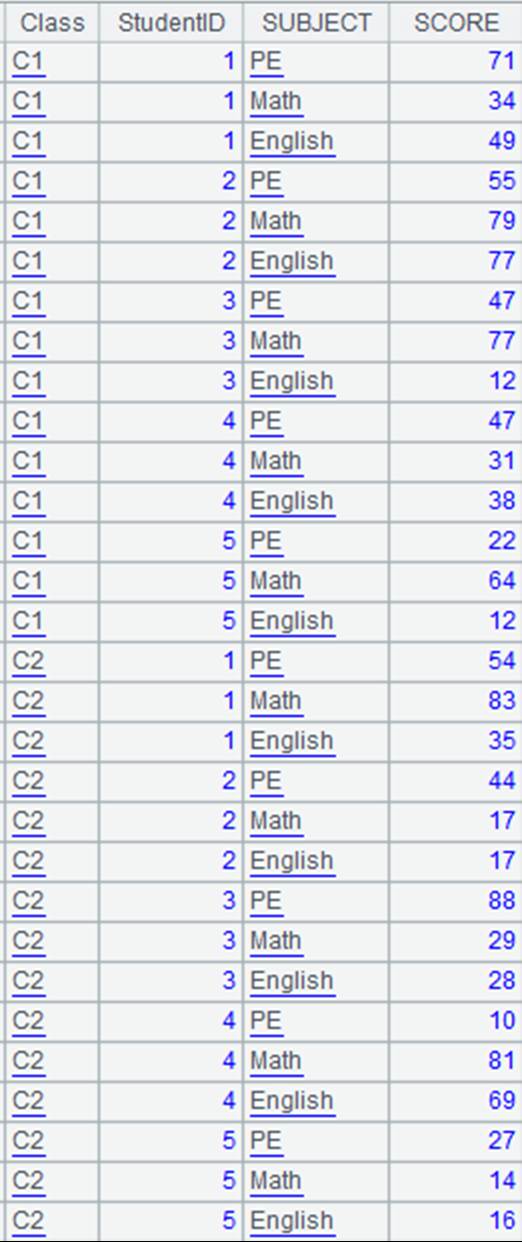 Class StudentID SUBJECT SCORE
C1 1 PE 71
C1 1 Math 34
C1 1 English 49
C1 2 PE 55
C1 2 Math 79
C1 2 English 77
C1 3 PE 47
C1 3 Math 77
C1 3 English 12
C1 4 PE 47
C1 4 Math 31
C1 4 English 38
C1 5 PE 22
C1 5 Math 64
C1 5 English 12
C2 1 PE 54
C2 1 Math 83
C2 1 English 35
C2 2 PE 44
C2 2 Math 17
C2 2 English 17
C2 3 PE 88
C2 3 Math 29
C2 3 English 28
C2 4 PE 10
C2 4 Math 81
C2 4 English 69
C2 5 PE 27
C2 5 Math 14
C2 5 English 16